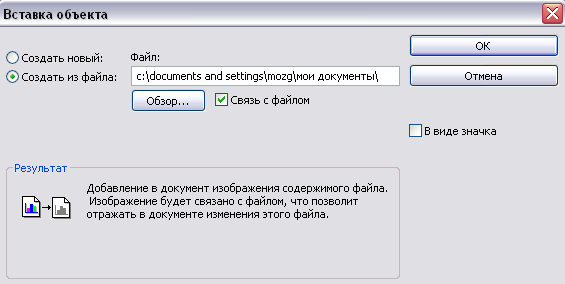 Вставка объекта
Создать новый:
Файл:
Создать из файла:
c:\documents and settings\mozg\мои документы\
Обзор...
Связь с файлом
ОК
Отмена
В виде значка
Результат
Добавление в документ изображения содержимого файла.
Изображение будет связано с файлом, что позволит
отражать в документе изменения этого файла.